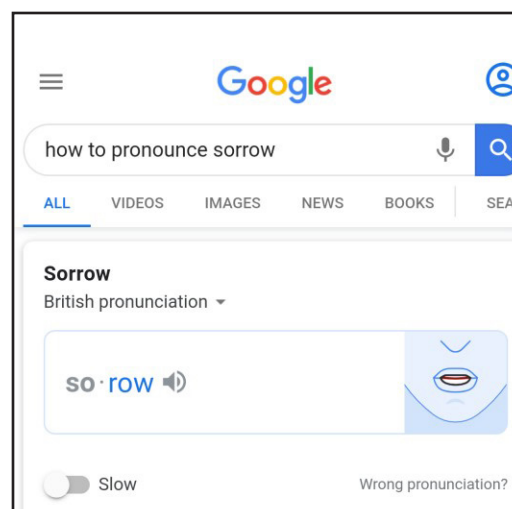 Google
how to pronounce sorrow
ALL VIDEOS IMAGES NEWS BOOKS SEA
Sorrow
British pronunciation
so·row
Slow Wrong pronunciation?